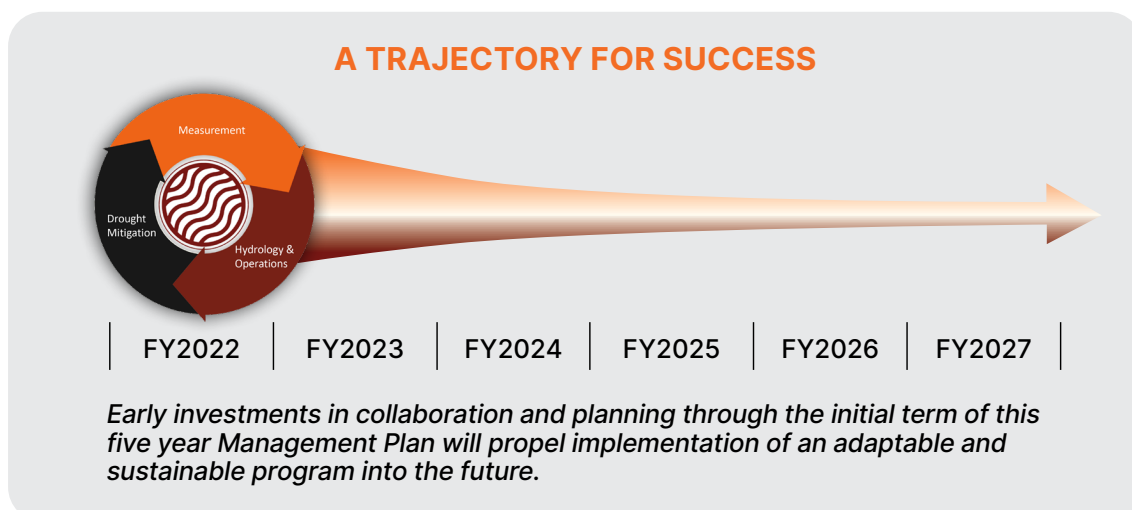 A TRAJECTORY FOR SUCCESS
Measurement
Drought
Mitigation
Hydrology &
Operations
FY2022 FY2023 FY2024 FY2025 FY2026 FY2027
Early investments in collaboration and planning through the initial term of this
five year Management Plan will propel implementation of an adaptable and
sustainable program into the future.